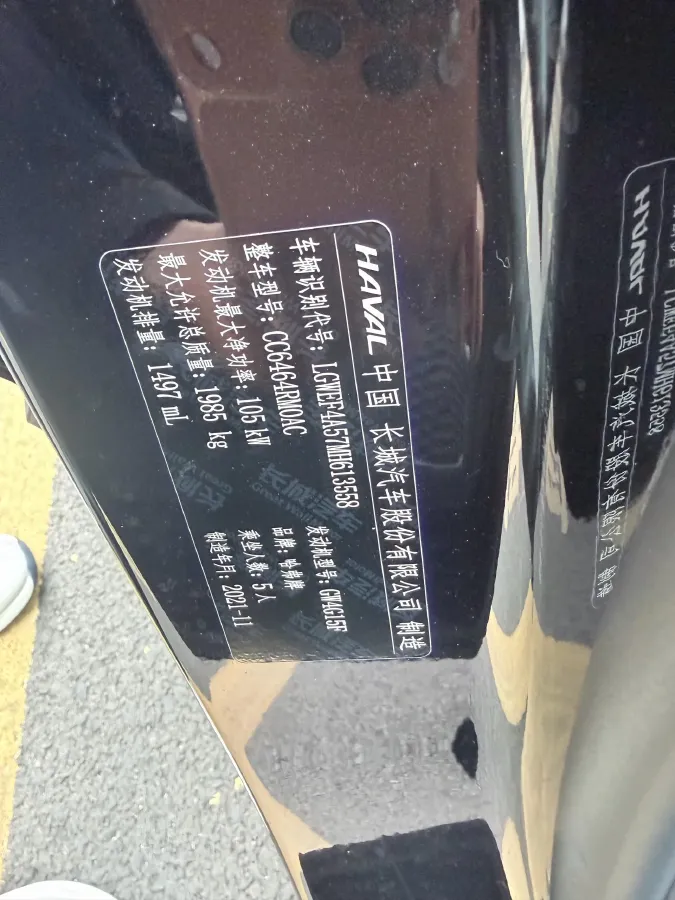 HAVAL 中国 长城汽车股份有限公司 制造
车辆识别代号: LGWEF4A57MH613558
整车型号: CC6464RH0AC
发动机最大净功率: 105 kW
最大允许总质量: 1985 kg
发动机排量: 1497 mL
发动机型号: GW4G15F
品牌: 哈弗牌
乘坐人数: 5人
制造年月: 2021-11